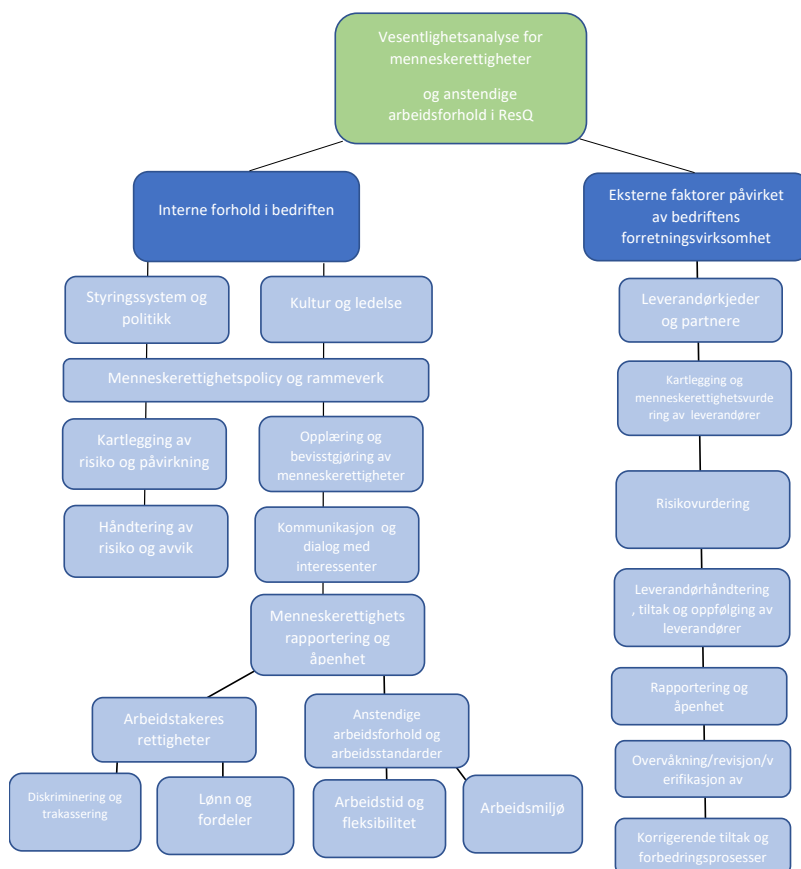 Vesentlighetsanalyse for
menneskerettigheter
og anstendige
arbeidsforhold i ResQ
Interne forhold i bedriften
Eksterne faktorer påvirket
av bedriftens
forretningsvirksomhet
Styringssystem og
politikk
Kultur og ledelse
Leverandørkjeder
og partnere
Menneskerettighetspolicy og rammeverk
Kartlegging og
menneskerettighetsvurde
ring av leverandører
Kartlegging av
risiko og påvirkning
Opplæring og
bevisstgjøring av
menneskerettigheter
Risikovurdering
Håndtering av
risiko og avvik
Kommunikasjon og
dialog med
interessenter
Leverandørhåndtering
, tiltak og oppfølging av
leverandører
Menneskerettighets
rapportering og
åpenhet
Rapportering og
åpenhet
Arbeidstakeres
rettigheter
Anstendige
arbeidsforhold og
arbeidsstandarder
Overvåkning/revisjon/v
erifikasjon av
Diskriminering og
trakassering
Lønn og
fordeler
Arbeidstid og
fleksibilitet
Arbeidsmiljø
Korrigerende tiltak og
forbedringsprosesser